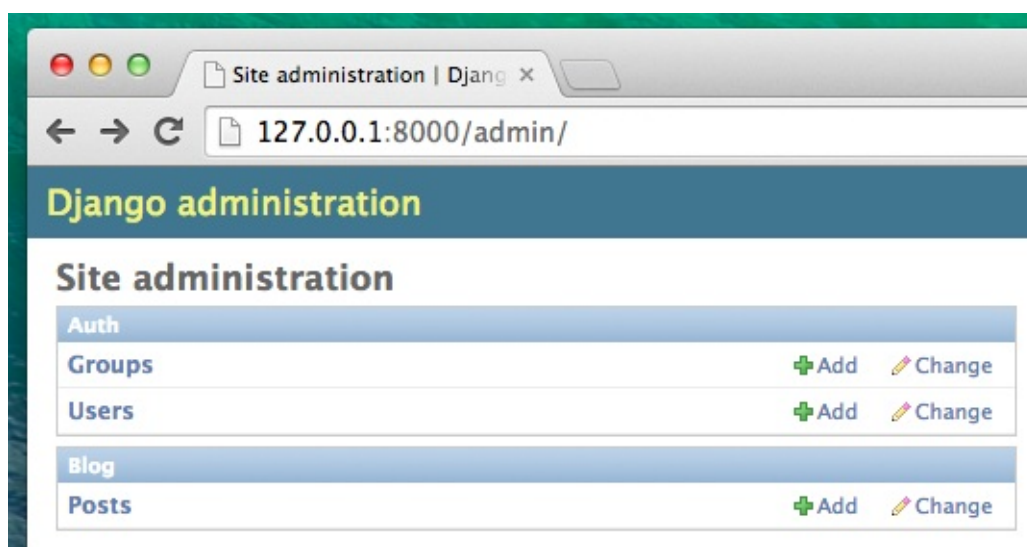 Site administration | Djang
127.0.0.1:8000/admin/
Django administration
Site administration
Auth
Groups Add Change
Users Add Change
Blog
Posts Add Change